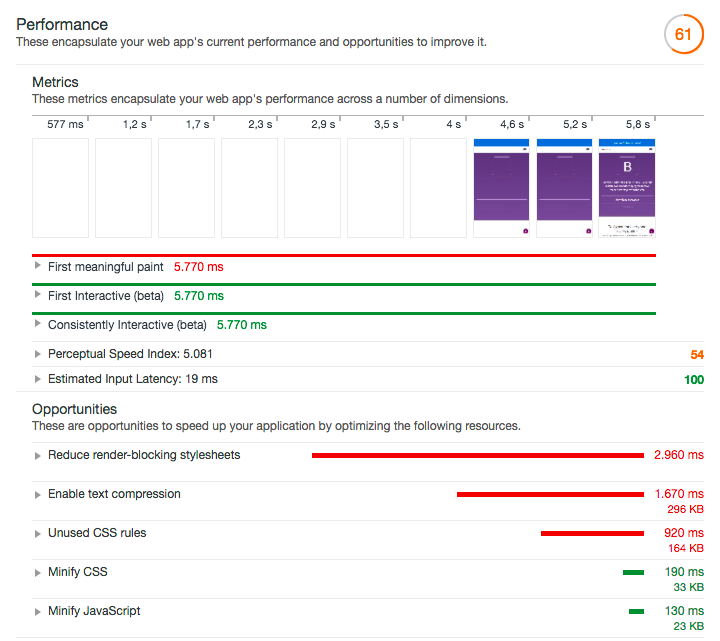 Performance
These encapsulate your web app's current performance and opportunities to improve it.
61
Metrics
These metrics encapsulate your web app's performance across a number of dimensions.
577 ms 1,2 s 1,7 s 2,3 s 2,9 s 3,5 s 4 s 4,6 s 5,2 s 5,8 s
B
First meaningful paint 5.770 ms
First Interactive (beta) 5.770 ms
Consistently Interactive (beta) 5.770 ms
Perceptual Speed Index: 5.081 54
Estimated Input Latency: 19 ms 100
Opportunities
These are opportunities to speed up your application by optimizing the following resources.
Reduce render-blocking stylesheets 2.960 ms
Enable text compression 1.670 ms
296 KB
Unused CSS rules 920 ms
164 KB
Minify CSS 190 ms
33 KB
Minify JavaScript 130 ms
23 KB